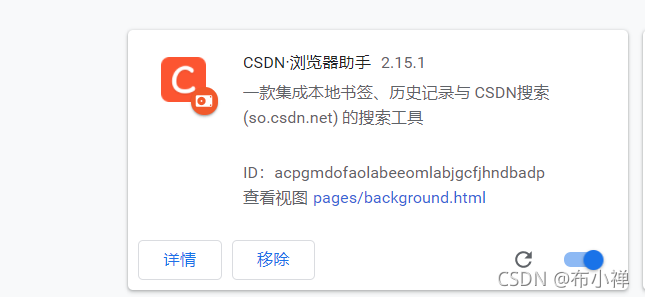 CSDN·浏览器助手 2.15.1
一款集成本地书签、历史记录与 CSDN搜索
(so.csdn.net) 的搜索工具
ID：acpgmdofaolabeeomlabjgcfjhndbadp
查看视图 pages/background.html
详情 移除
CSDN @布小禅